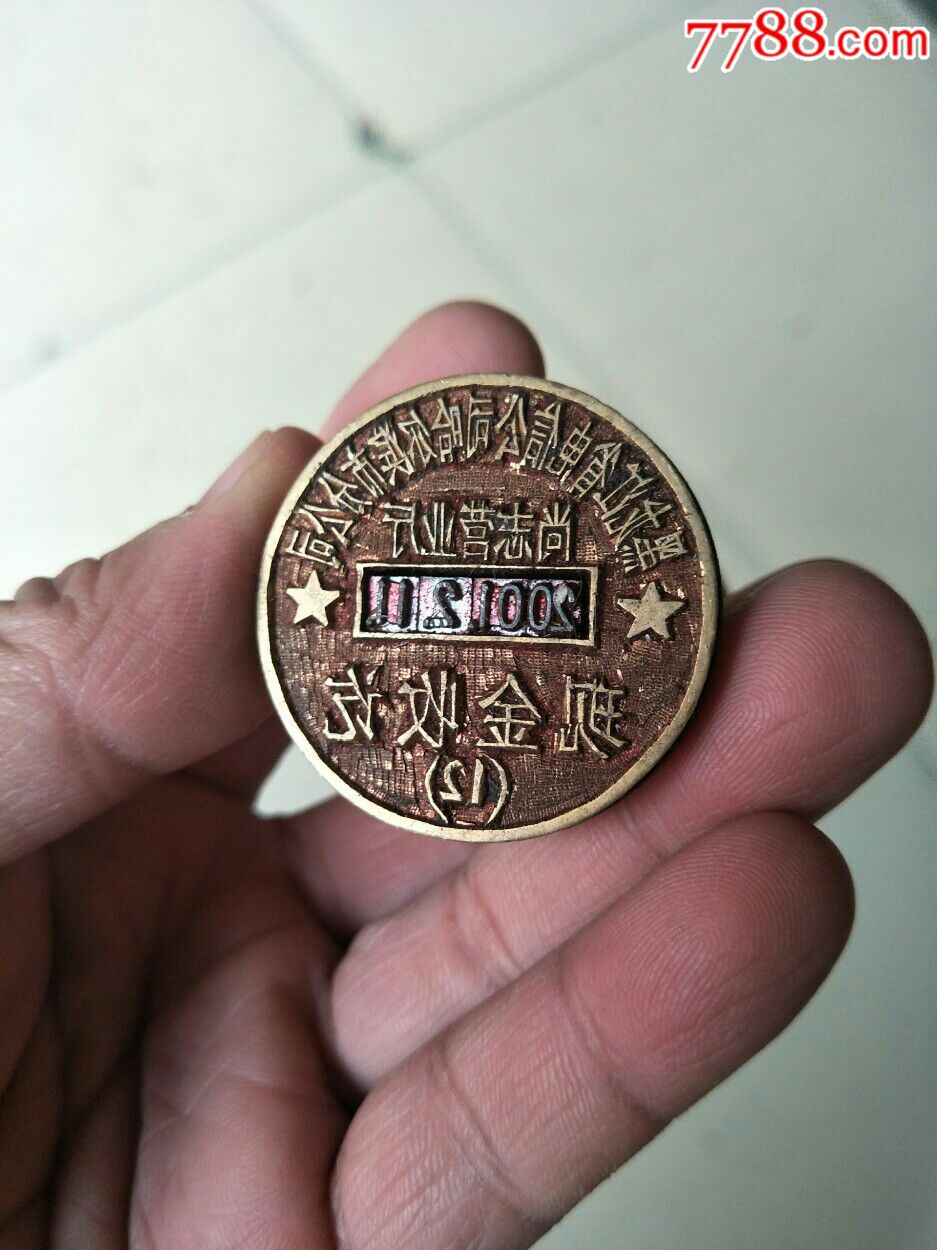 7788.com
黑龙江省电信公司哈尔滨市分公司
尚志营业厅
2001 2 11
现金收讫
(12)